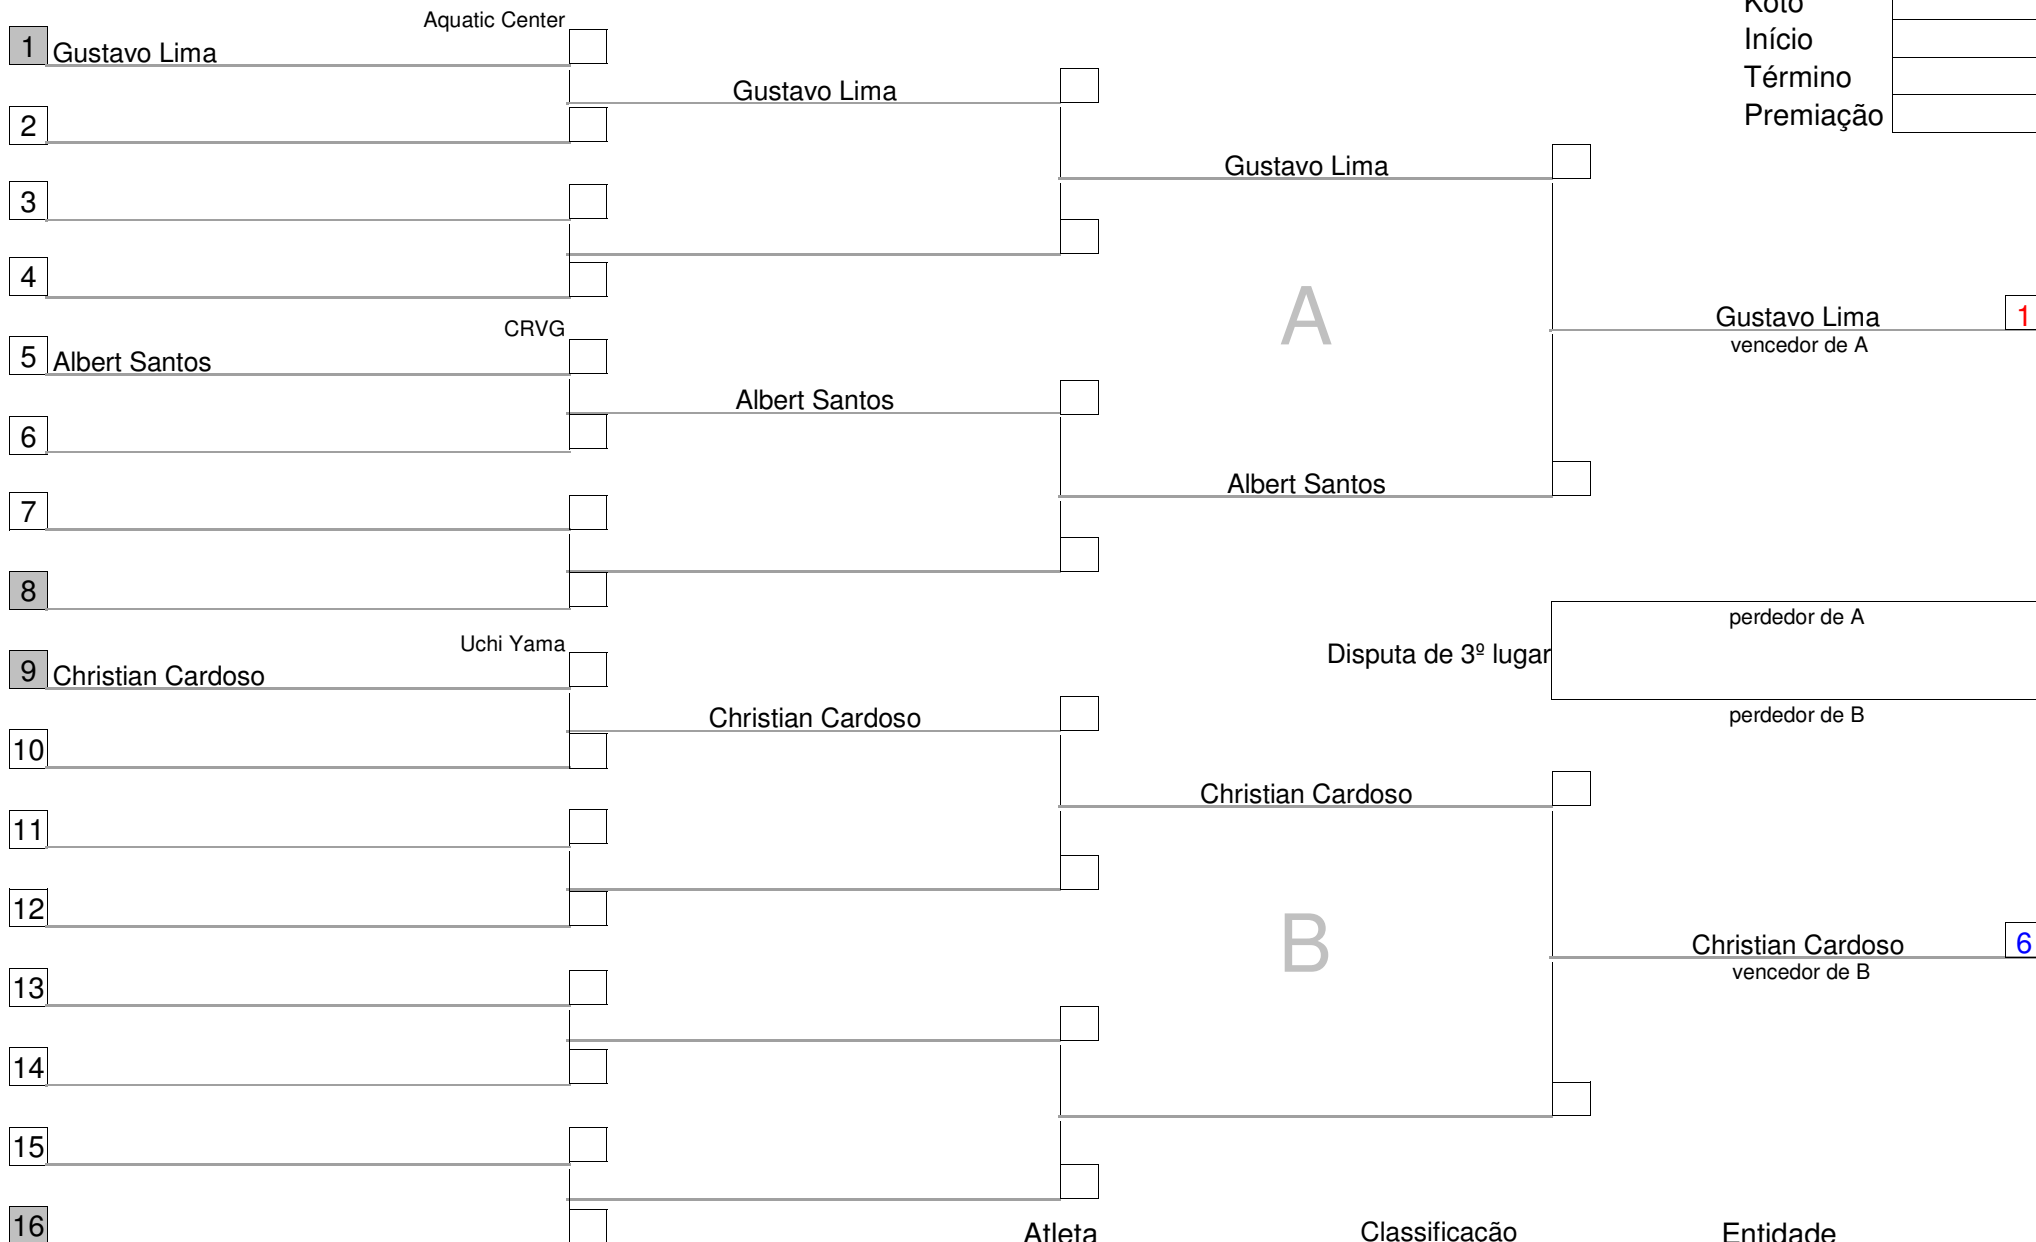 Koto
Aquatic Center
1 Gustavo Lima
Início
Gustavo Lima
Término
2
Premiação
Gustavo Lima
3
4
A
Gustavo Lima 1
vencedor de A
CRVG
5 Albert Santos
Albert Santos
6
Albert Santos
7
8
perdedor de A
Uchi Yama
Disputa de 3º lugar
9 Christian Cardoso
Christian Cardoso
perdedor de B
10
Christian Cardoso
11
12
B
Christian Cardoso 6
vencedor de B
13
14
15
16
Atleta Classificação Entidade